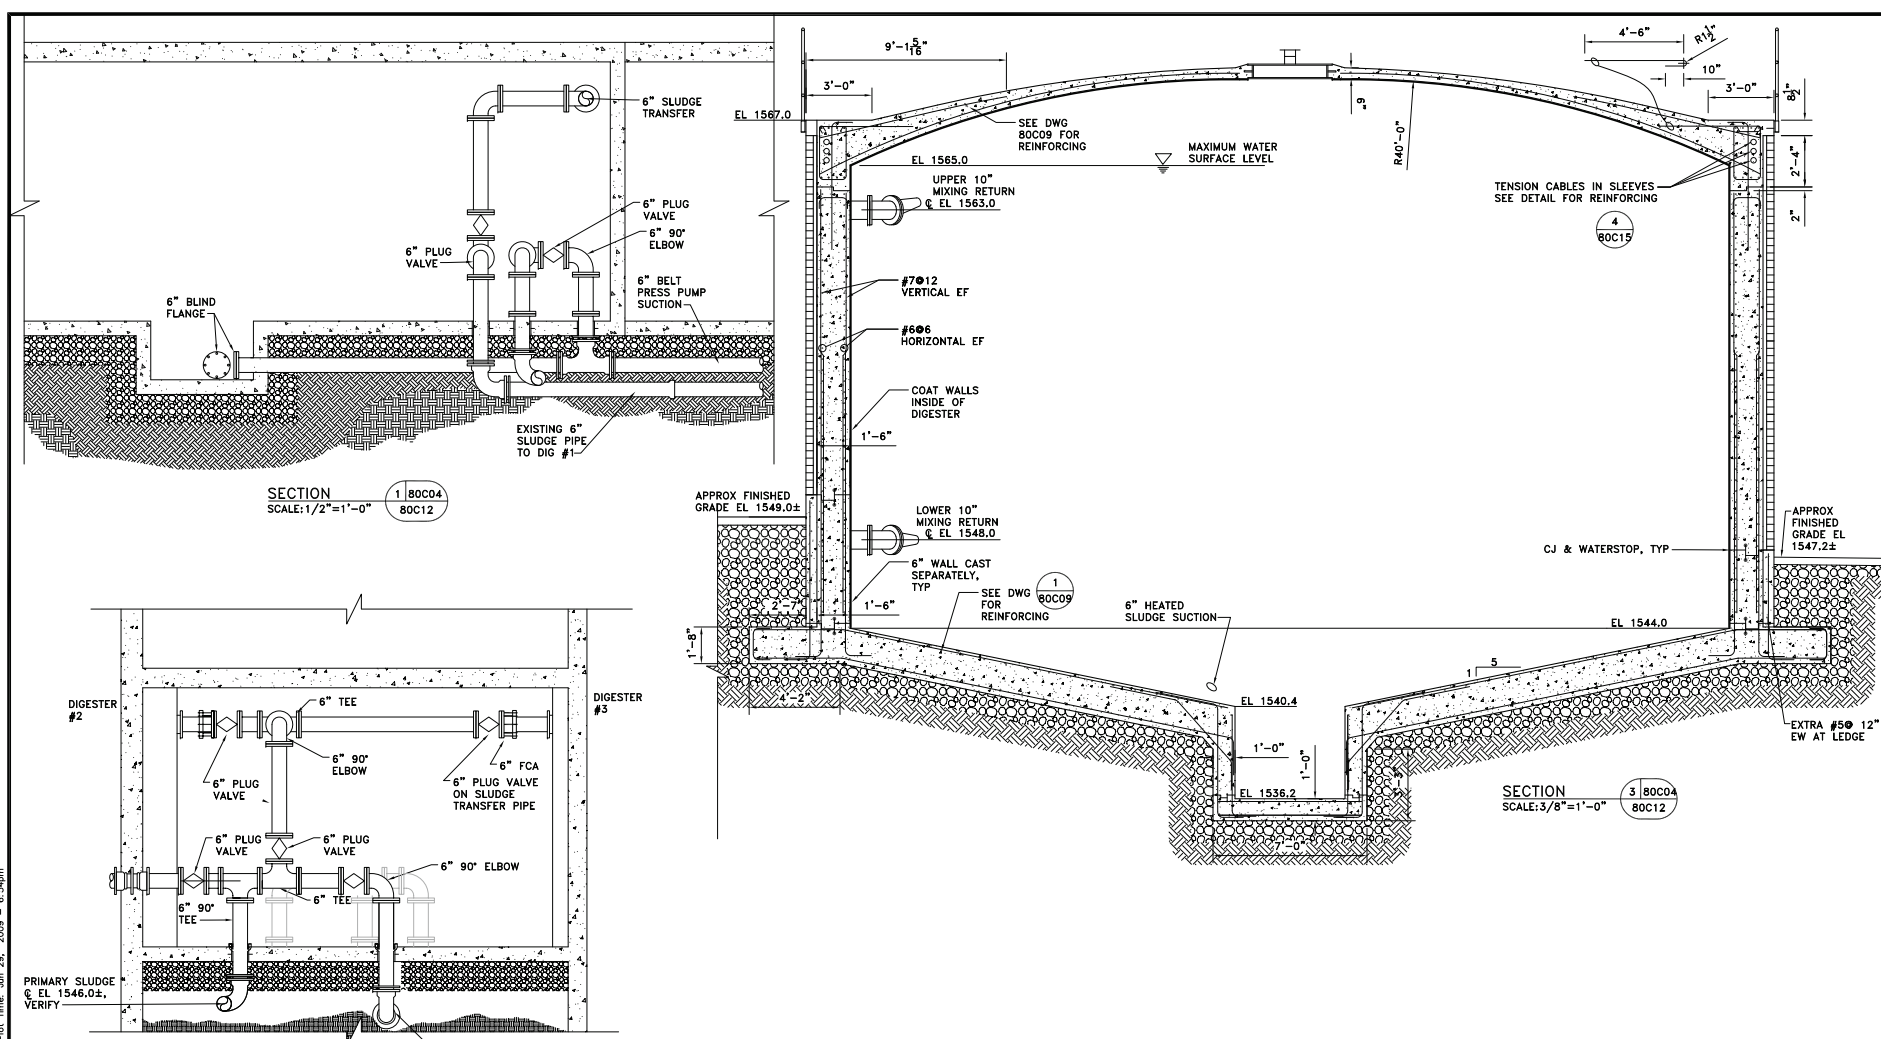 6" SLUDGE
TRANSFER
6" PLUG
VALVE
6" 90°
ELBOW
6" PLUG
VALVE
6" BELT
PRESS PUMP
SUCTION
6" BLIND
FLANGE
EXISTING 6"
SLUDGE PIPE
TO DIG #1
SECTION
SCALE:1/2"=1'-0"
1 80C04
80C12
DIGESTER
#2
DIGESTER
#3
6" TEE
6" 90°
ELBOW
6" FCA
6" PLUG
VALVE
6" PLUG VALVE
ON SLUDGE
TRANSFER PIPE
6" PLUG
VALVE
6" PLUG
VALVE
6" 90° ELBOW
6" 90°
TEE
6" TEE
PRIMARY SLUDGE
℄ EL 1546.0±,
VERIFY
9'-1 5/16"
3'-0"
EL 1567.0
SEE DWG
80C09 FOR
REINFORCING
9"
R40'-0"
4'-6"
R1½"
10"
3'-0"
8½"
EL 1565.0
MAXIMUM WATER
SURFACE LEVEL
UPPER 10"
MIXING RETURN
℄ EL 1563.0
TENSION CABLES IN SLEEVES
SEE DETAIL FOR REINFORCING
4
80C15
2'-4"
2"
#7@12
VERTICAL EF
#6@6
HORIZONTAL EF
COAT WALLS
INSIDE OF
DIGESTER
1'-6"
APPROX FINISHED
GRADE EL 1549.0±
LOWER 10"
MIXING RETURN
℄ EL 1548.0
6" WALL CAST
SEPARATELY,
TYP
CJ & WATERSTOP, TYP
APPROX
FINISHED
GRADE EL
1547.2±
2'-7"
1'-6"
SEE DWG
FOR
REINFORCING
1
80C09
6" HEATED
SLUDGE SUCTION
EL 1544.0
1'-8"
4'-2"
1
5
EL 1540.4
1'-0"
1'-0"
EL 1536.2
7'-0"
EXTRA #5@ 12"
EW AT LEDGE
SECTION
SCALE:3/8"=1'-0"
3 80C04
80C12